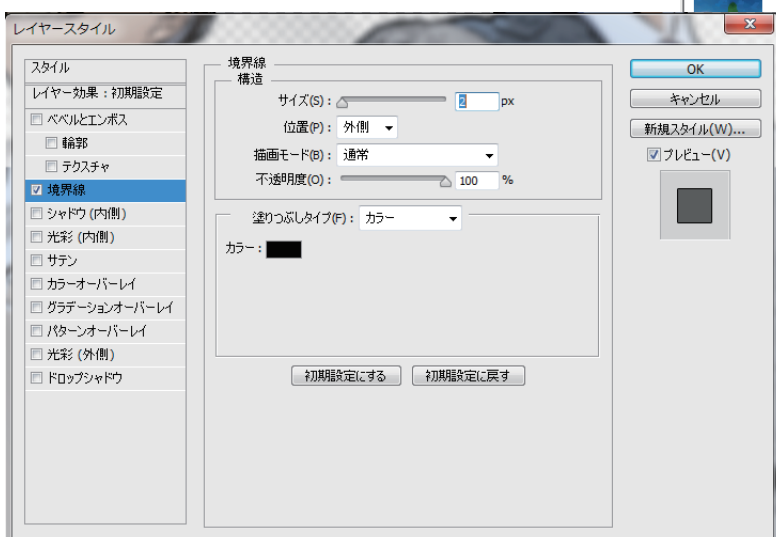 レイヤースタイル
スタイル
レイヤー効果：初期設定
ベベルとエンボス
輪郭
テクスチャ
境界線
シャドウ (内側)
光彩 (内側)
サテン
カラーオーバーレイ
グラデーションオーバーレイ
パターンオーバーレイ
光彩 (外側)
ドロップシャドウ
境界線
構造
サイズ(S)： 2 px
位置(P)： 外側
描画モード(B)： 通常
不透明度(O)： 100 %
塗りつぶしタイプ(F)： カラー
カラー：
初期設定にする 初期設定に戻す
OK
キャンセル
新規スタイル(W)...
プレビュー(V)